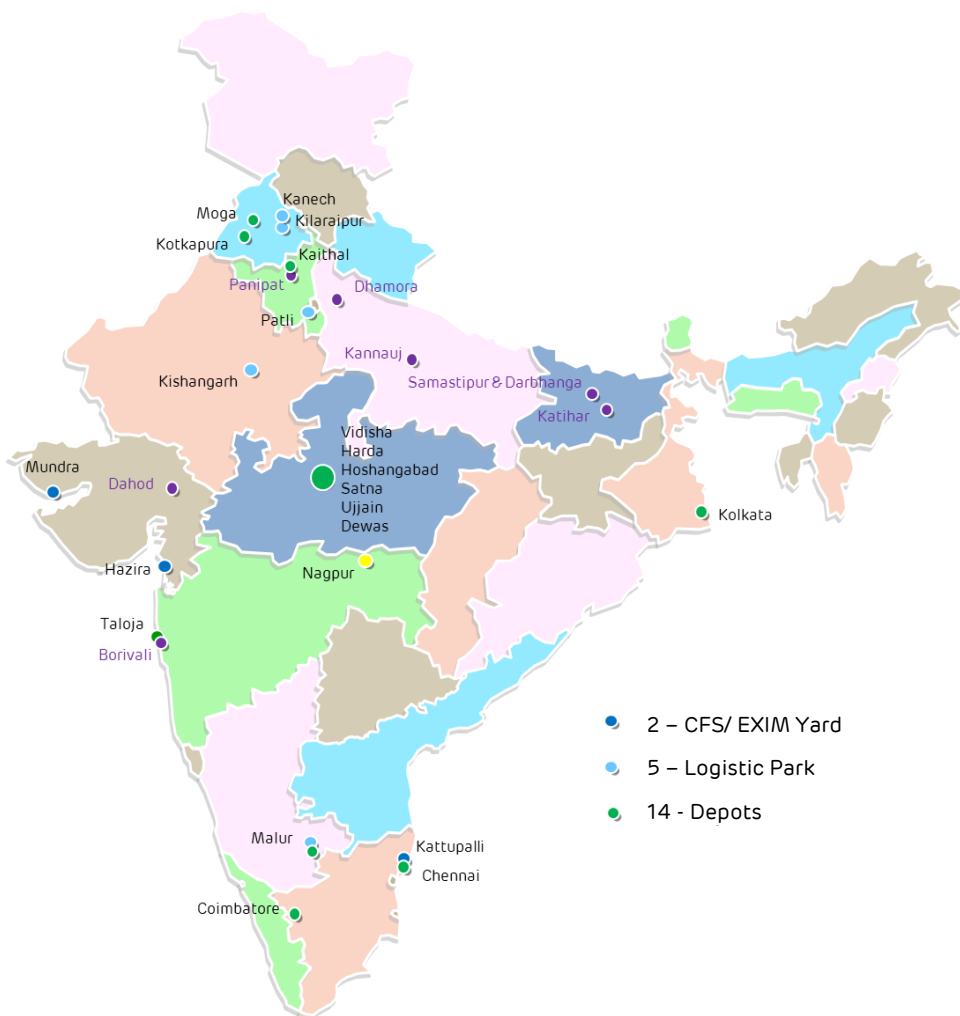 Kanech
Moga
Kilaraipur
Kotkapura
Kaithal
Panipat
Dhamora
Patli
Kannauj
Kishangarh
Samastipur & Darbhanga
Katihar
Vidisha
Harda
Hoshangabad
Satna
Ujjain
Dewas
Mundra
Dahod
Kolkata
Hazira
Nagpur
Taloja
Borivali
2 – CFS/ EXIM Yard
5 – Logistic Park
14 - Depots
Malur
Kattupalli
Chennai
Coimbatore